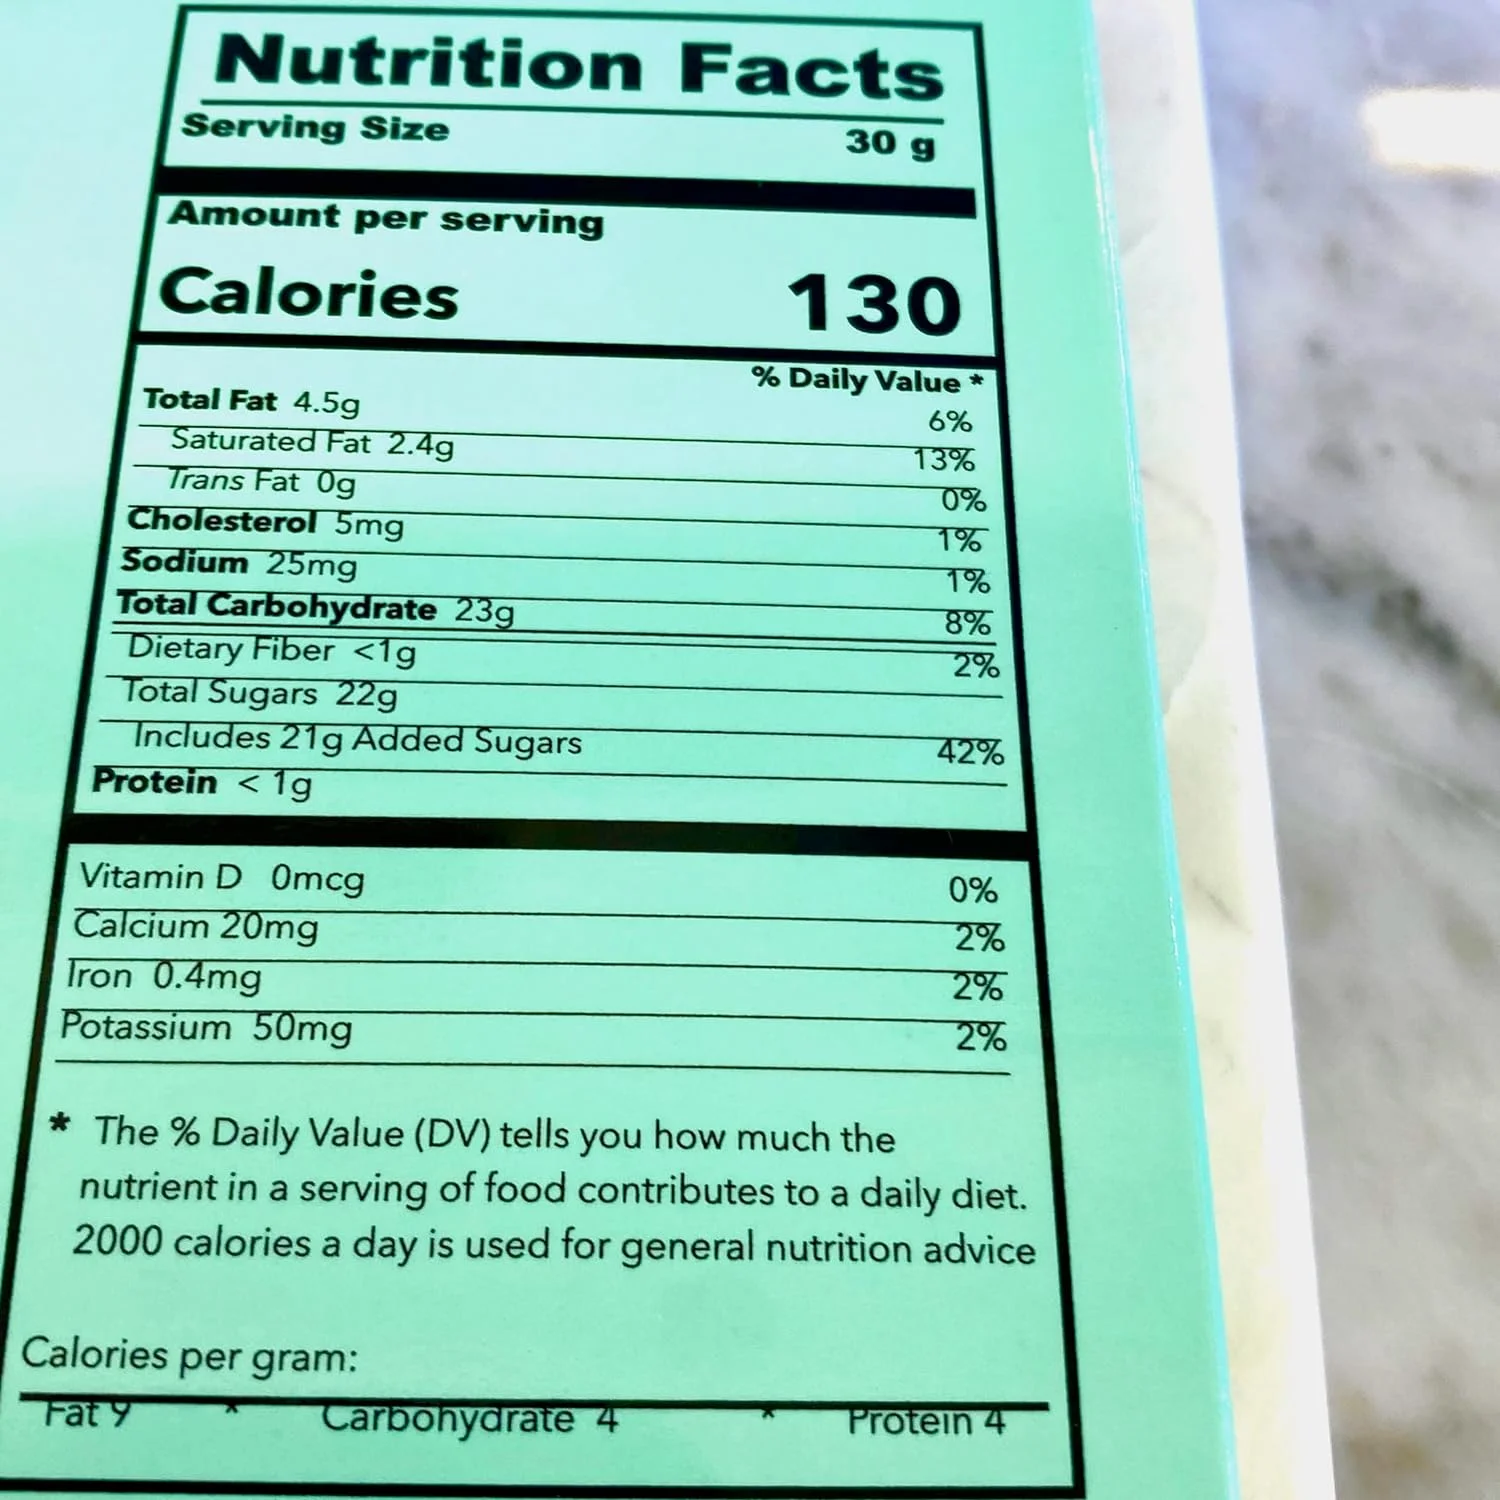 Nutrition Facts
Serving Size 30 g
Amount per serving
Calories 130
% Daily Value *
Total Fat 4.5g 6%
Saturated Fat 2.4g 13%
Trans Fat 0g 0%
Cholesterol 5mg 1%
Sodium 25mg 1%
Total Carbohydrate 23g 8%
Dietary Fiber <1g 2%
Total Sugars 22g
Includes 21g Added Sugars 42%
Protein < 1g
Vitamin D 0mcg 0%
Calcium 20mg 2%
Iron 0.4mg 2%
Potassium 50mg 2%
* The % Daily Value (DV) tells you how much the
nutrient in a serving of food contributes to a daily diet.
2000 calories a day is used for general nutrition advice
Calories per gram:
Fat 9 * Carbohydrate 4 * Protein 4